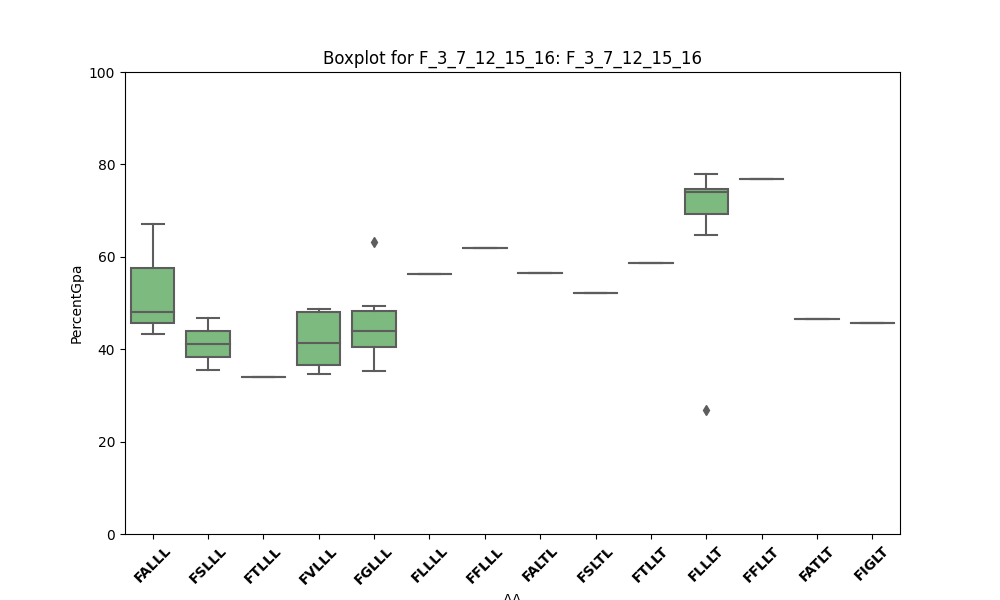 Boxplot for F_3_7_12_15_16: F_3_7_12_15_16
PercentGpa
100
80
60
40
20
0
FALLL
FSLLL
FTLLL
FVLLL
FGLLL
FLLLL
FFLLL
FALTL
FSLTL
FTLLT
FLLLT
FFLLT
FATLT
FIGLT
AA